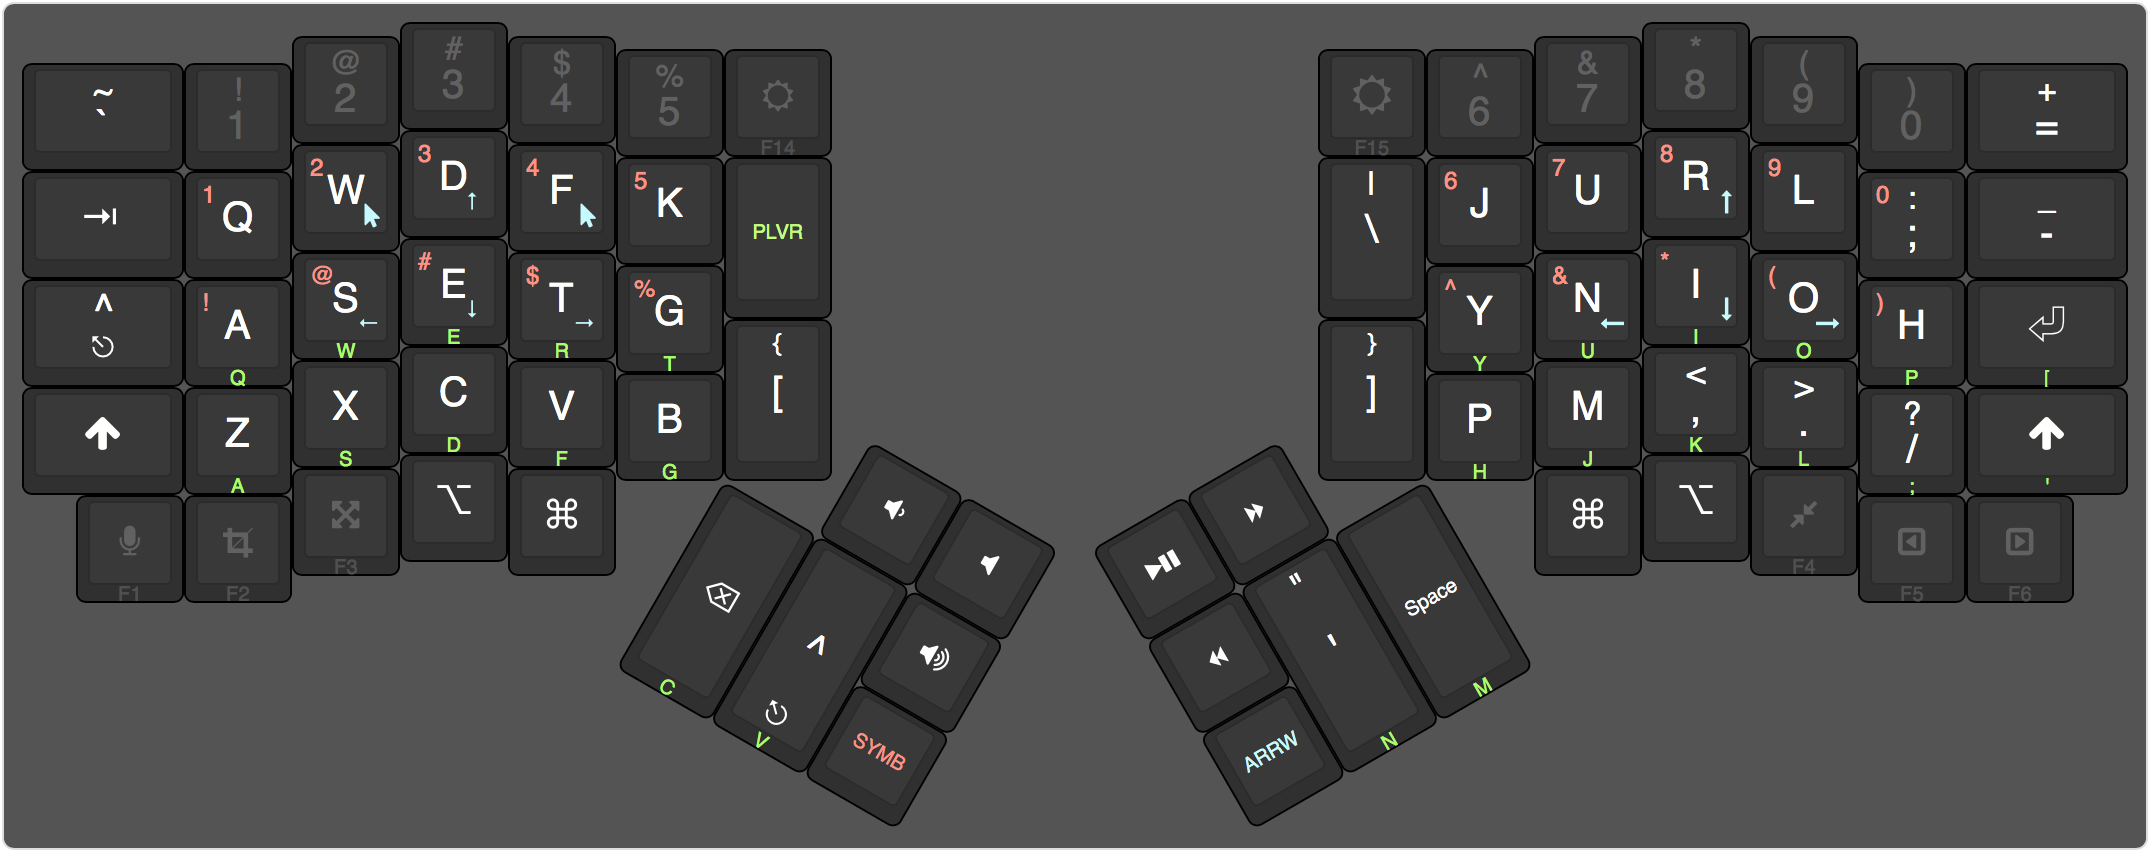 ~ ! @ # $ %
` 1 2 3 4 5 F14
1 Q 2 W 3 D ↑ 4 F 5 K PLVR
^ ! A Q @ S ← W # E ↓ E $ T → R % G T { [
Z A X S C D V F B G
F1 F2 F3 ⌥ ⌘
^ & * ( ) +
F15 6 7 8 9 0 =
| \ 6 J 7 U 8 R ↑ 9 L 0 : ; _ -
} ] ^ Y Y & N ← U * I ↓ I ( O → O ) H P [
P H M J < , K > . L ? / ; '
⌘ ⌥ F4 F5 F6
C
^ V
SYMB
" ' N
Space M
ARRW